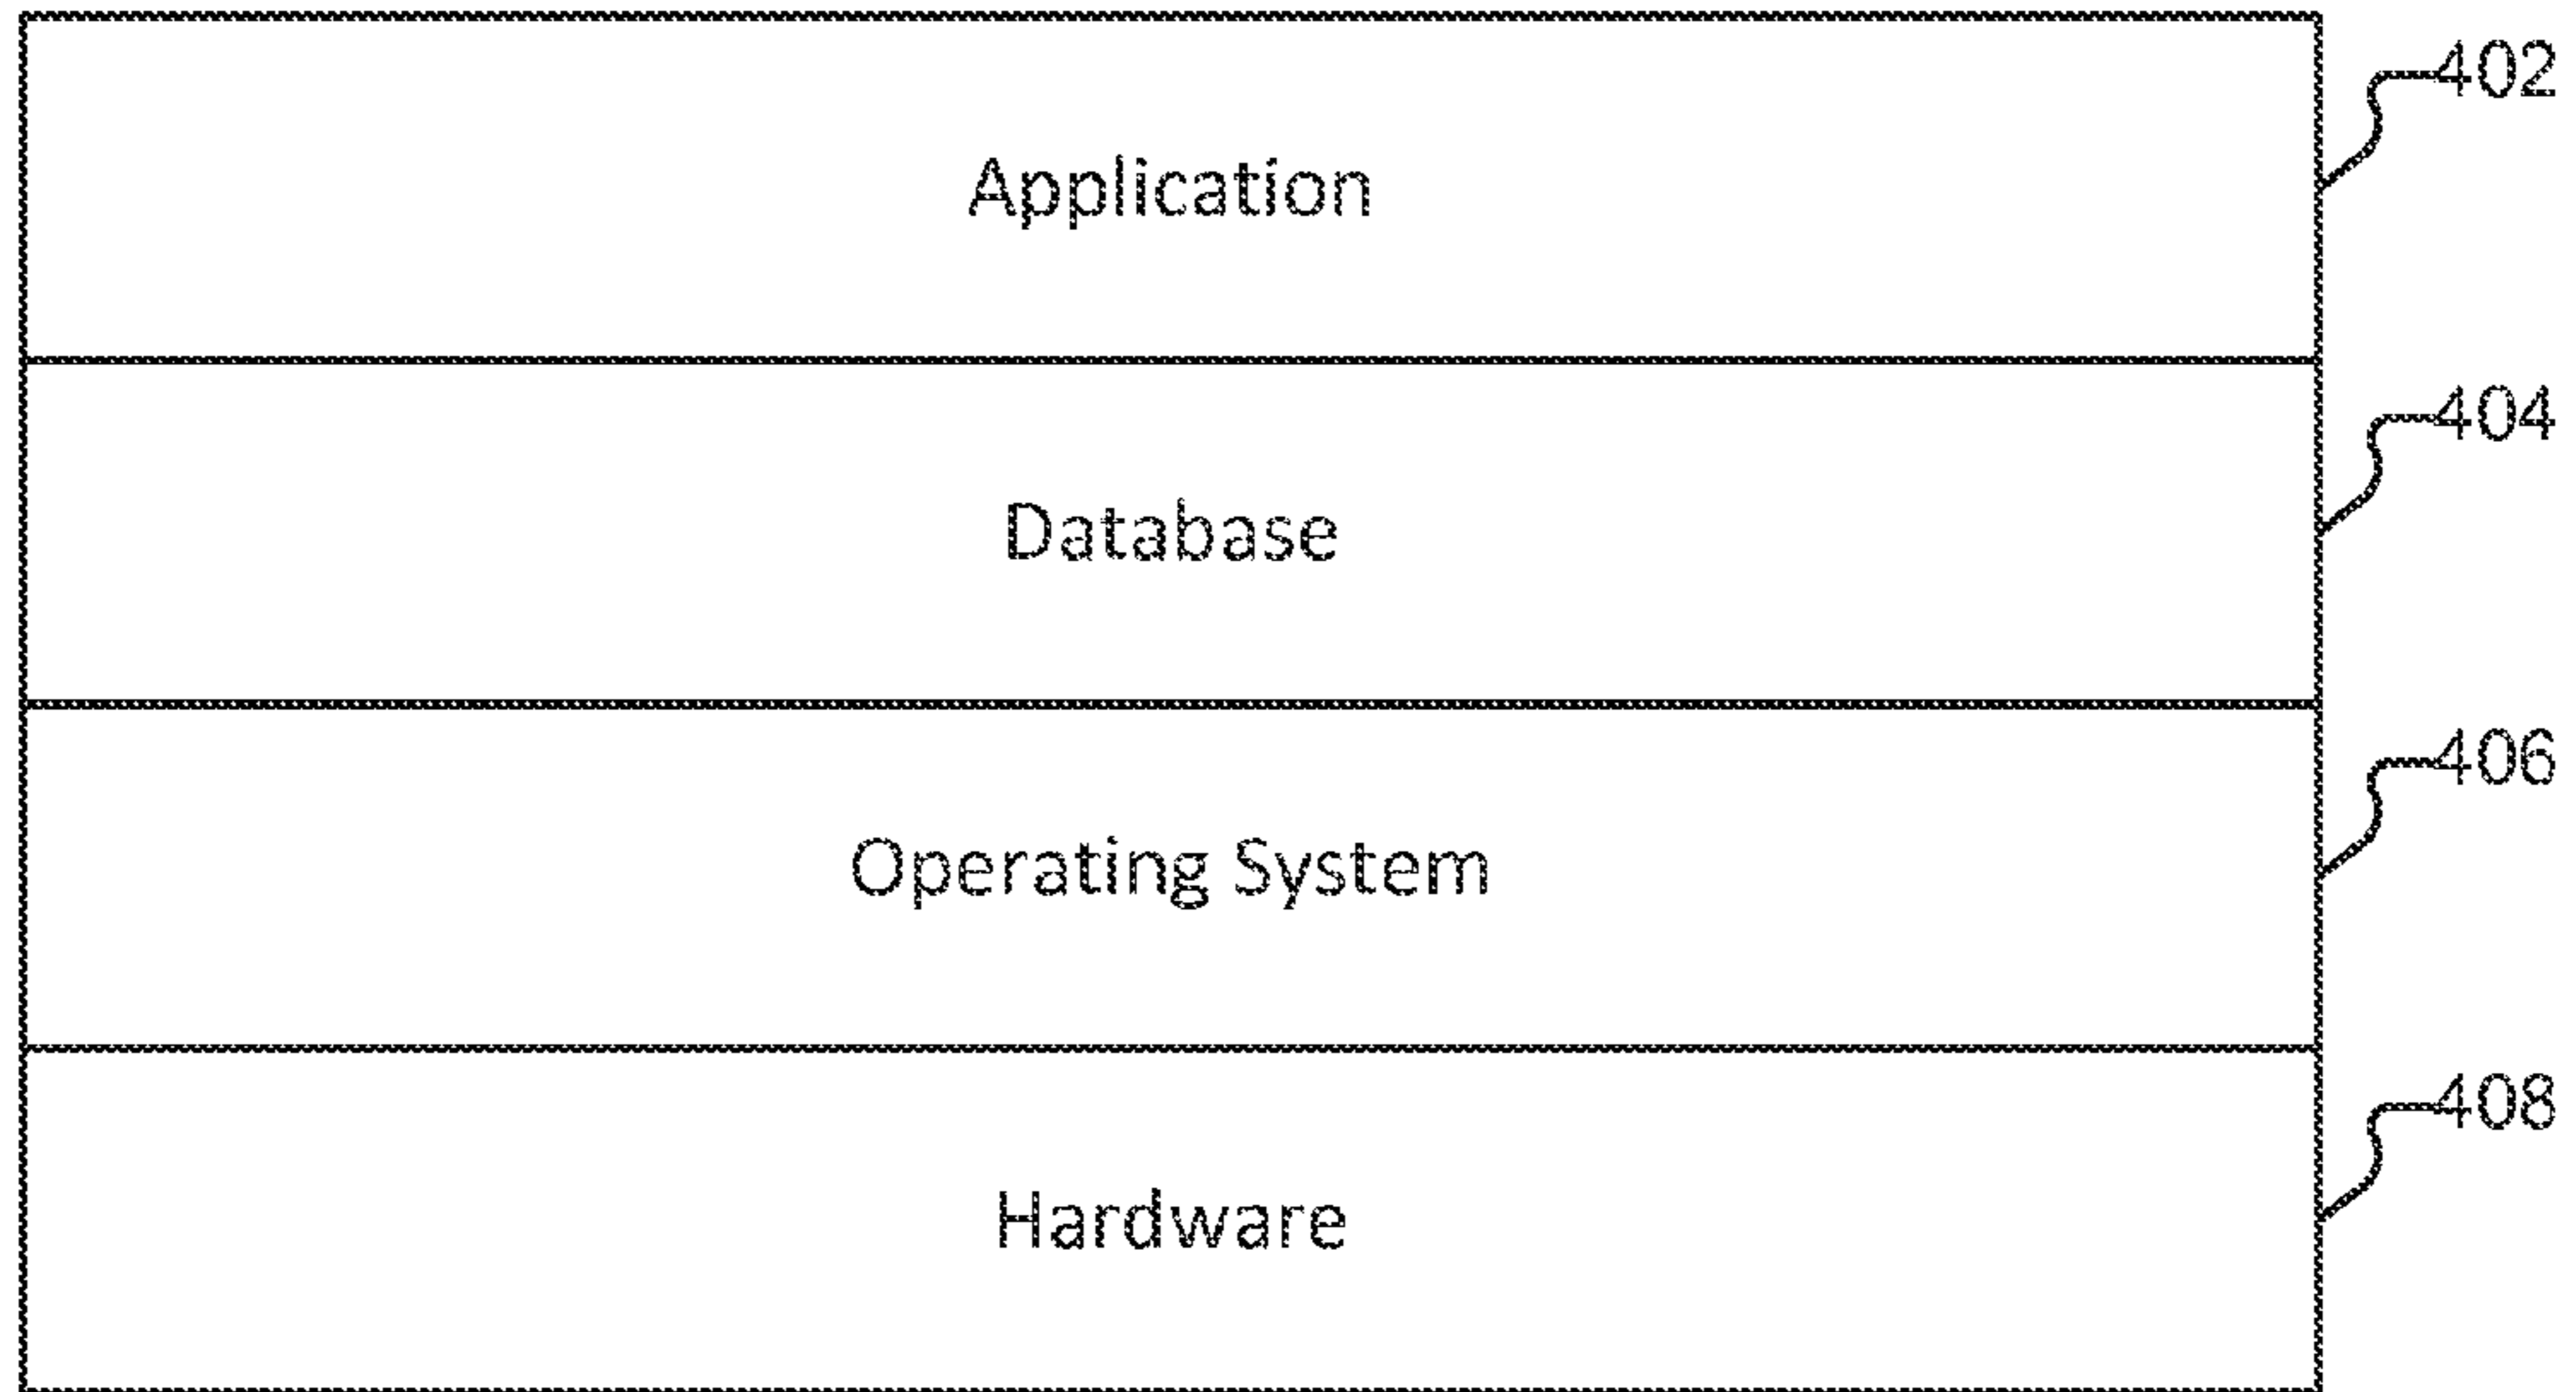 402
Application
404
Database
406
Operating System
408
Hardware